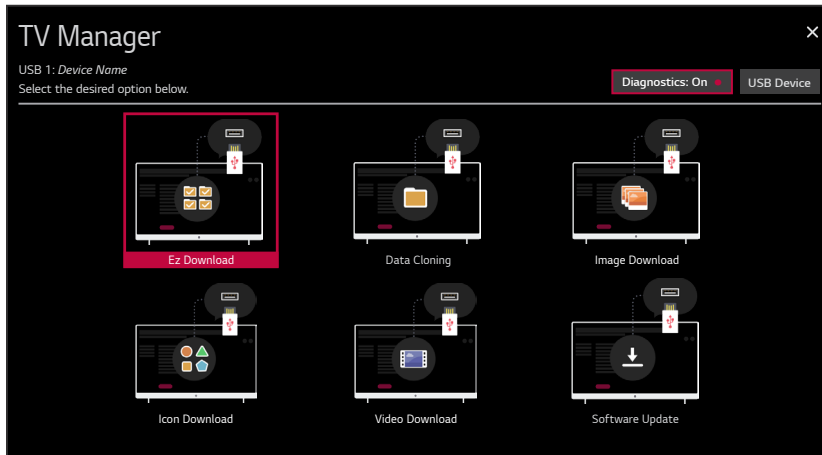 TV Manager
USB 1: Device Name
Select the desired option below.
Diagnostics: On
USB Device
Ez Download
Data Cloning
Image Download
Icon Download
Video Download
Software Update